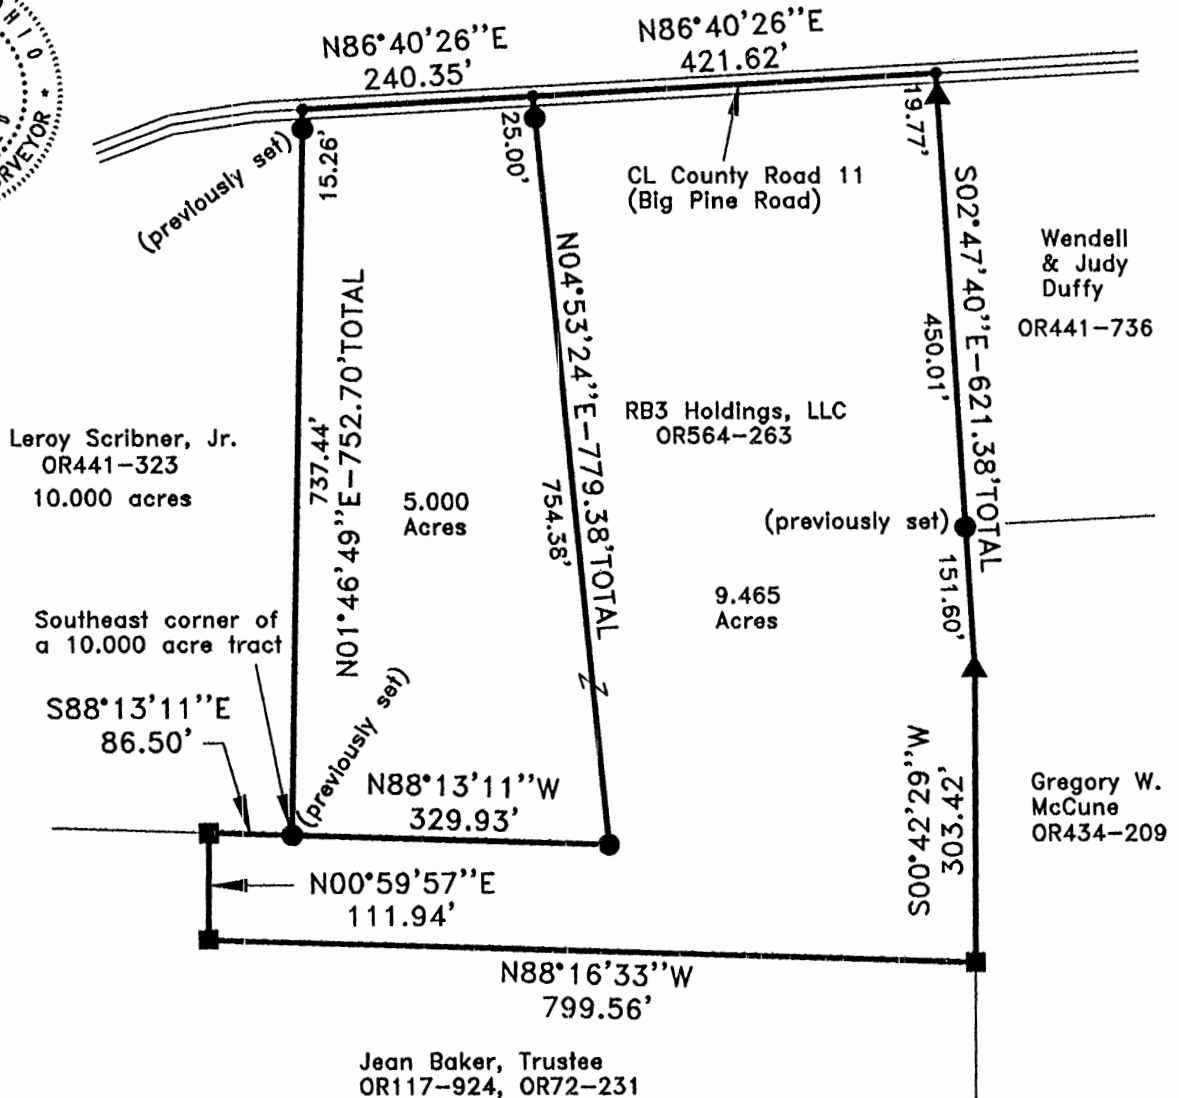 OHIO
SURVEYOR *
N86°40'26''E
240.35'
N86°40'26''E
421.62'
15.26'
(previously set)
25.00'
19.77'
CL County Road 11
(Big Pine Road)
S02°47'40''E-621.38'TOTAL
450.01'
Wendell
& Judy
Duffy
OR441-736
N04°53'24''E-779.38'TOTAL
754.38'
RB3 Holdings, LLC
OR564-263
Leroy Scribner, Jr.
OR441-323
10.000 acres
737.44'
N01°46'49''E-752.70'TOTAL
5.000
Acres
(previously set)
151.60'
9.465
Acres
Southeast corner of
a 10.000 acre tract
S88°13'11''E
86.50'
(previously set)
Z
N88°13'11''W
329.93'
S00°42'29''W
303.42'
Gregory W.
McCune
OR434-209
N00°59'57''E
111.94'
N88°16'33''W
799.56'
Jean Baker, Trustee
OR117-924, OR72-231